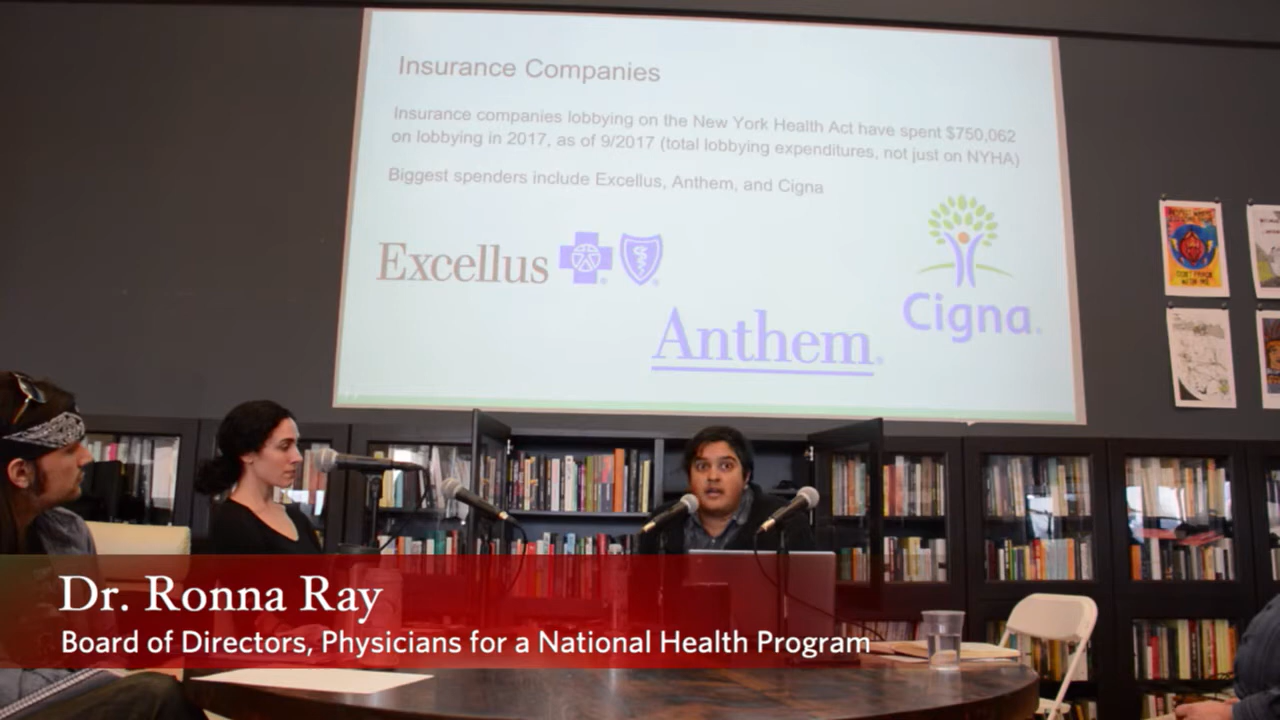 Insurance Companies
Insurance companies lobbying on the New York Health Act have spent $750,062
on lobbying in 2017, as of 9/2017 (total lobbying expenditures, not just on NYHA)
Biggest spenders include Excellus, Anthem, and Cigna
Excellus
Cigna
Anthem
Dr. Ronna Ray
Board of Directors, Physicians for a National Health Program